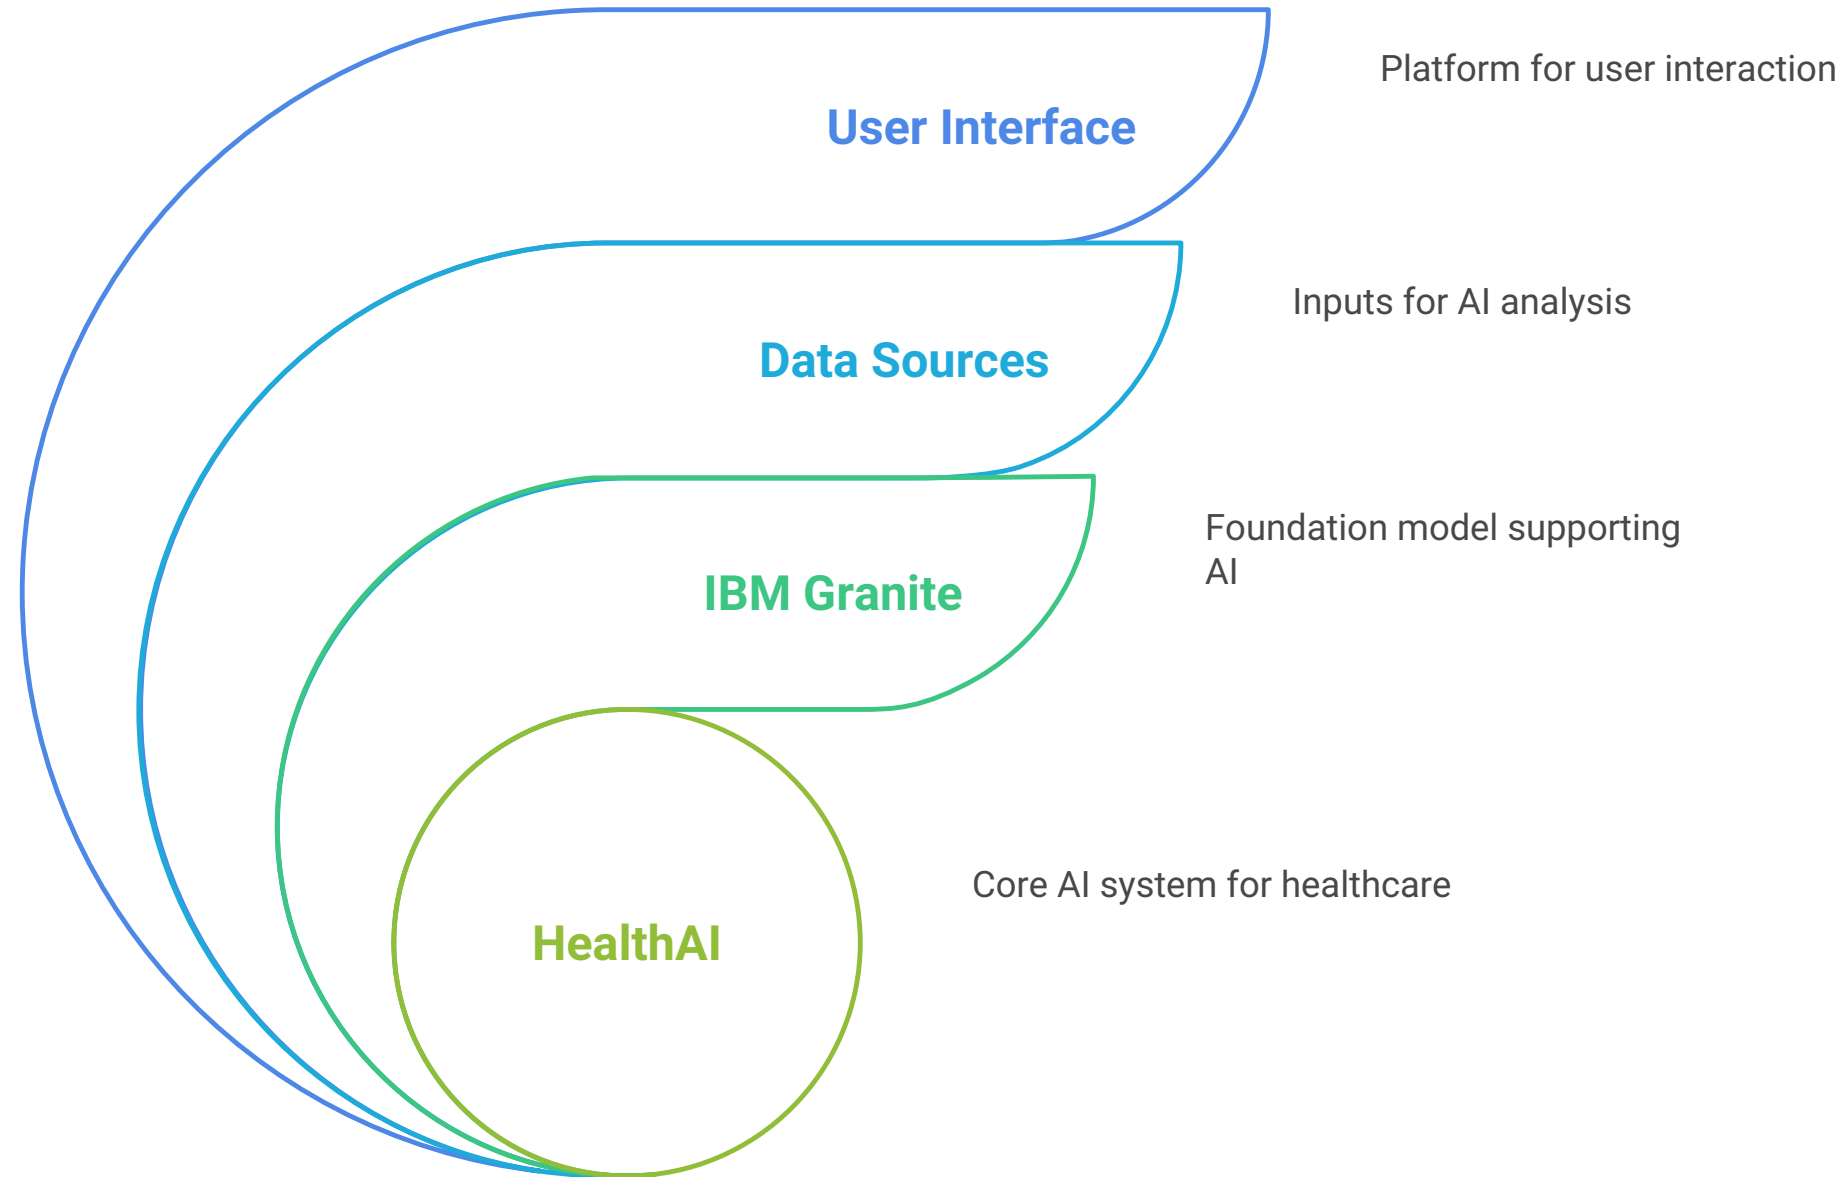 Platform for user interaction
User Interface
Inputs for AI analysis
Data Sources
Foundation model supporting
AI
IBM Granite
Core AI system for healthcare
HealthAI